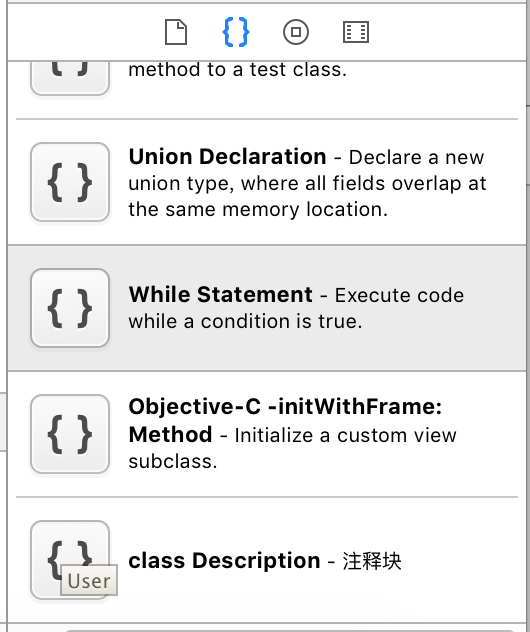 method to a test class.
Union Declaration - Declare a new
union type, where all fields overlap at
the same memory location.
While Statement - Execute code
while a condition is true.
Objective-C -initWithFrame:
Method - Initialize a custom view
subclass.
class Description - 注释块
User